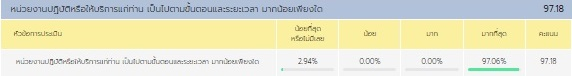 หน่วยงานปฏิบัติหรือให้บริการแก่ท่าน เป็นไปตามขั้นตอนและระยะเวลา มากน้อยเพียงใด 97.18
หัวข้อการประเมิน น้อยที่สุด หรือไม่มีเลย น้อย มาก มากที่สุด คะแนน
หน่วยงานปฏิบัติหรือให้บริการแก่ท่าน เป็นไปตามขั้นตอนและระยะเวลา มากน้อยเพียงใด 2.94% 0.00% 0.00% 97.06% 97.18